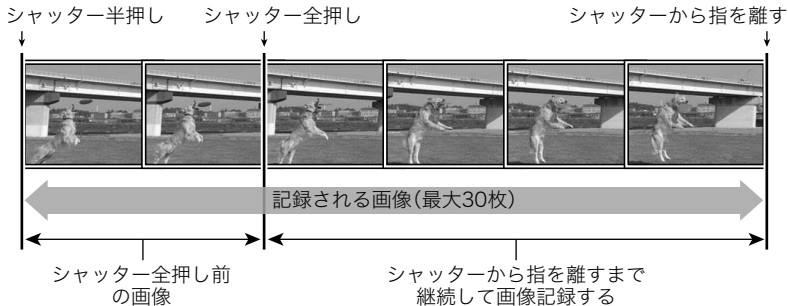 シャッター半押し
シャッター全押し
シャッターから指を離す
記録される画像(最大30枚)
シャッター全押し前
の画像
シャッターから指を離すまで
継続して画像記録する